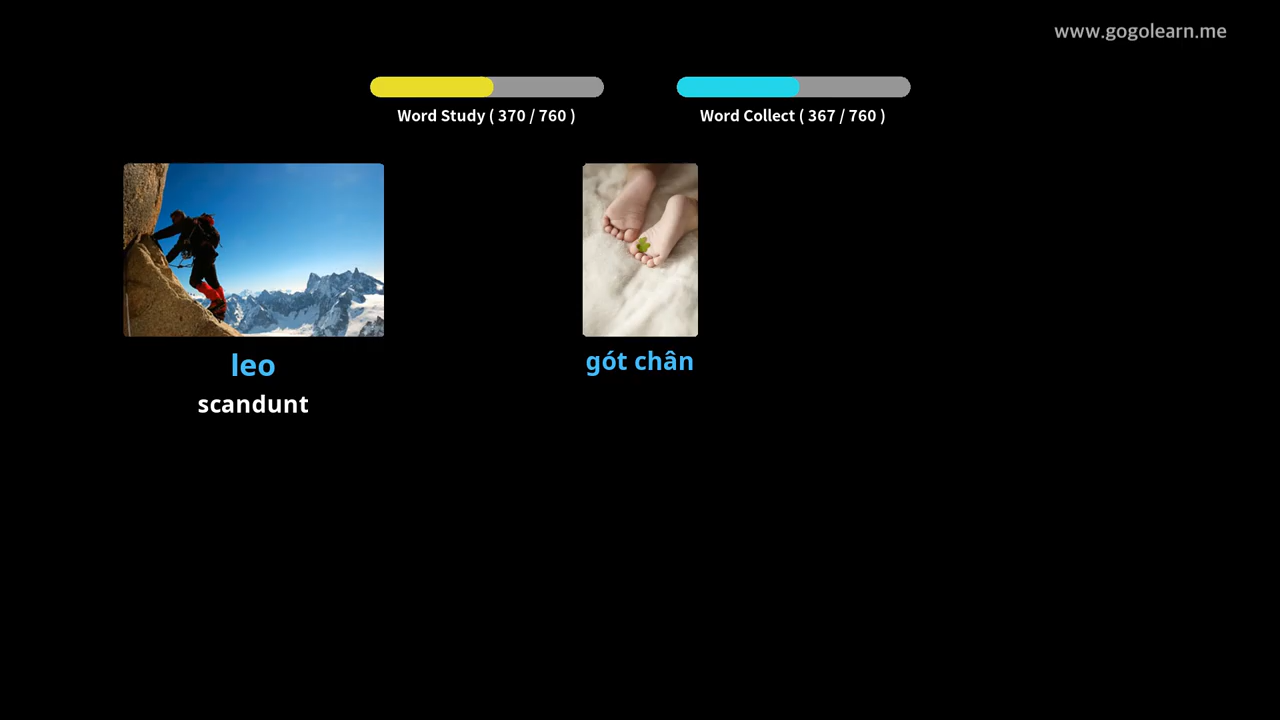 www.gogolearn.me
Word Study ( 370 / 760 )
Word Collect ( 367 / 760 )
leo
scandunt
gót chân